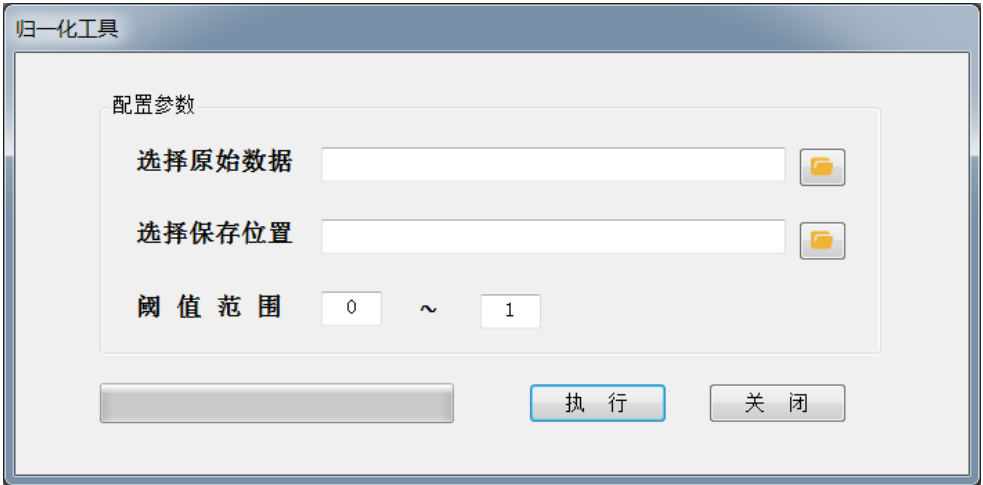 归一化工具
配置参数
选择原始数据
选择保存位置
阈 值 范 围 0 ~ 1
执 行 关 闭